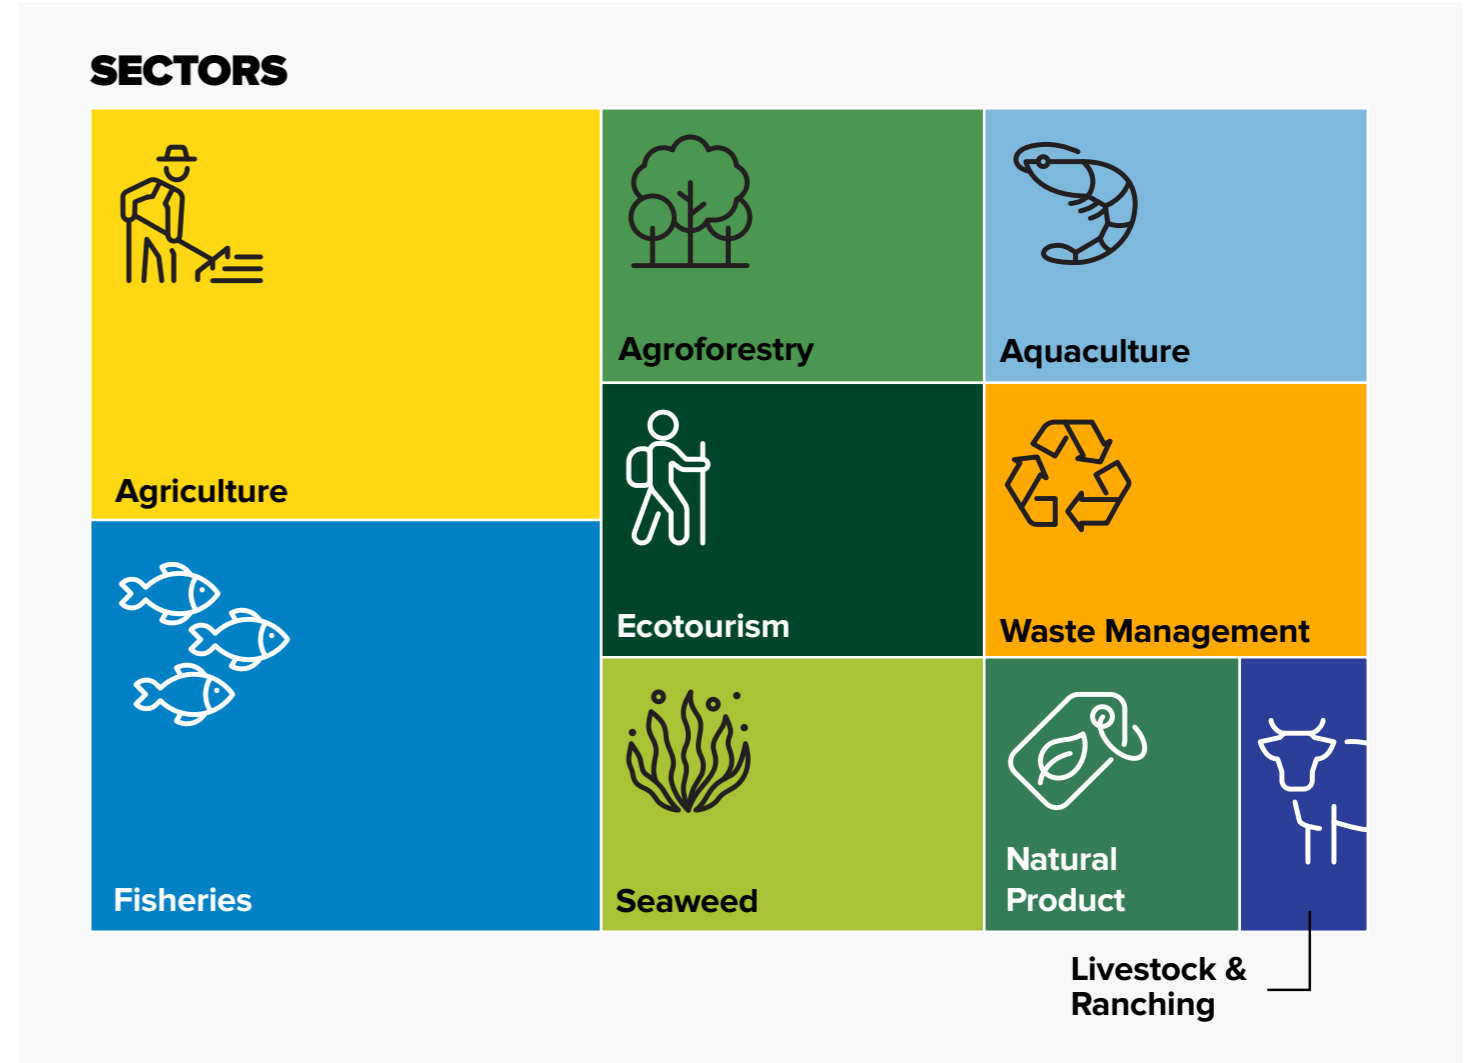 SECTORS
Agriculture
Agroforestry
Aquaculture
Ecotourism
Waste Management
Fisheries
Seaweed
Natural
Product
Livestock &
Ranching